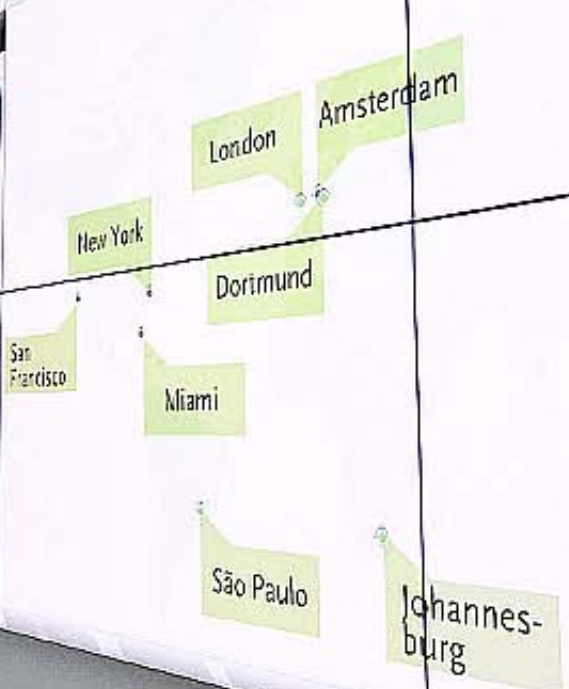 Amsterdam
London
New York
Dortmund
San
Francisco
Miami
São Paulo
Johannes-
burg